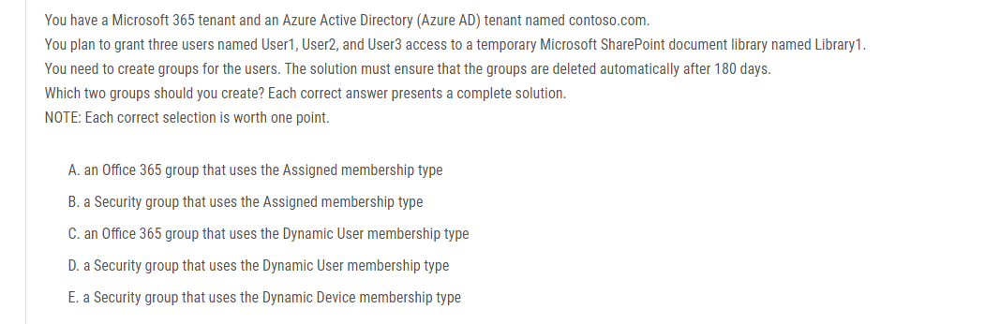 You have a Microsoft 365 tenant and an Azure Active Directory (Azure AD) tenant named contoso.com.
You plan to grant three users named User1, User2, and User3 access to a temporary Microsoft SharePoint document library named Library1.
You need to create groups for the users. The solution must ensure that the groups are deleted automatically after 180 days.
Which two groups should you create? Each correct answer presents a complete solution.
NOTE: Each correct selection is worth one point.
A. an Office 365 group that uses the Assigned membership type
B. a Security group that uses the Assigned membership type
C. an Office 365 group that uses the Dynamic User membership type
D. a Security group that uses the Dynamic User membership type
E. a Security group that uses the Dynamic Device membership type